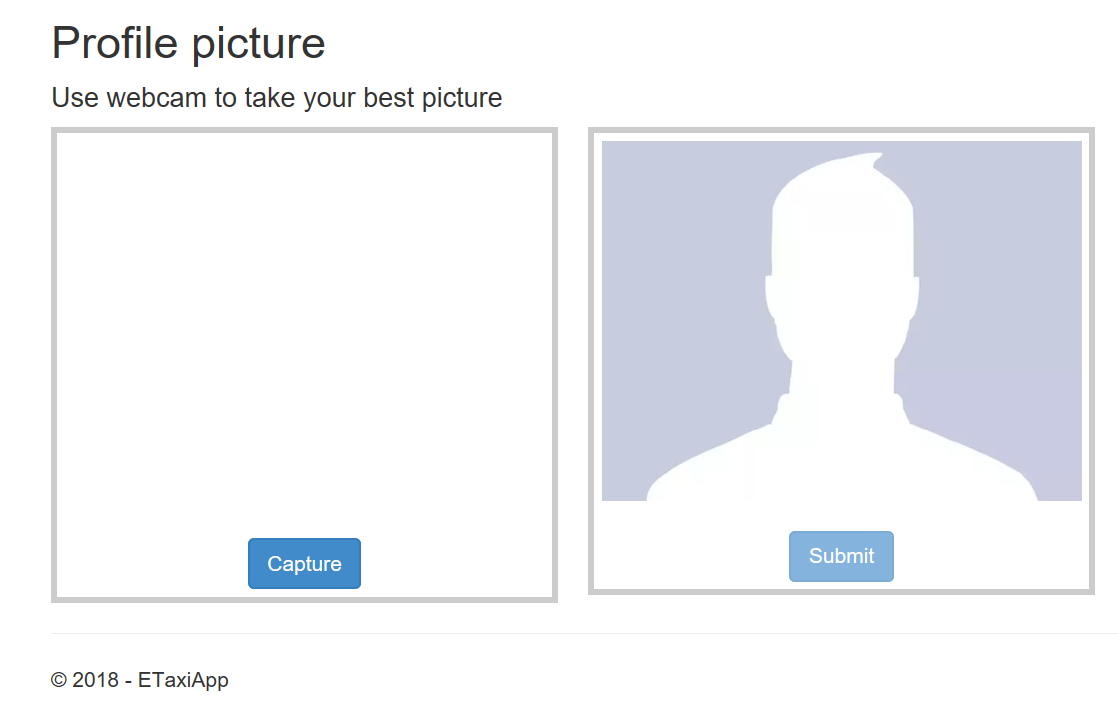 Profile picture
Use webcam to take your best picture
Capture
Submit
© 2018 - ETaxiApp